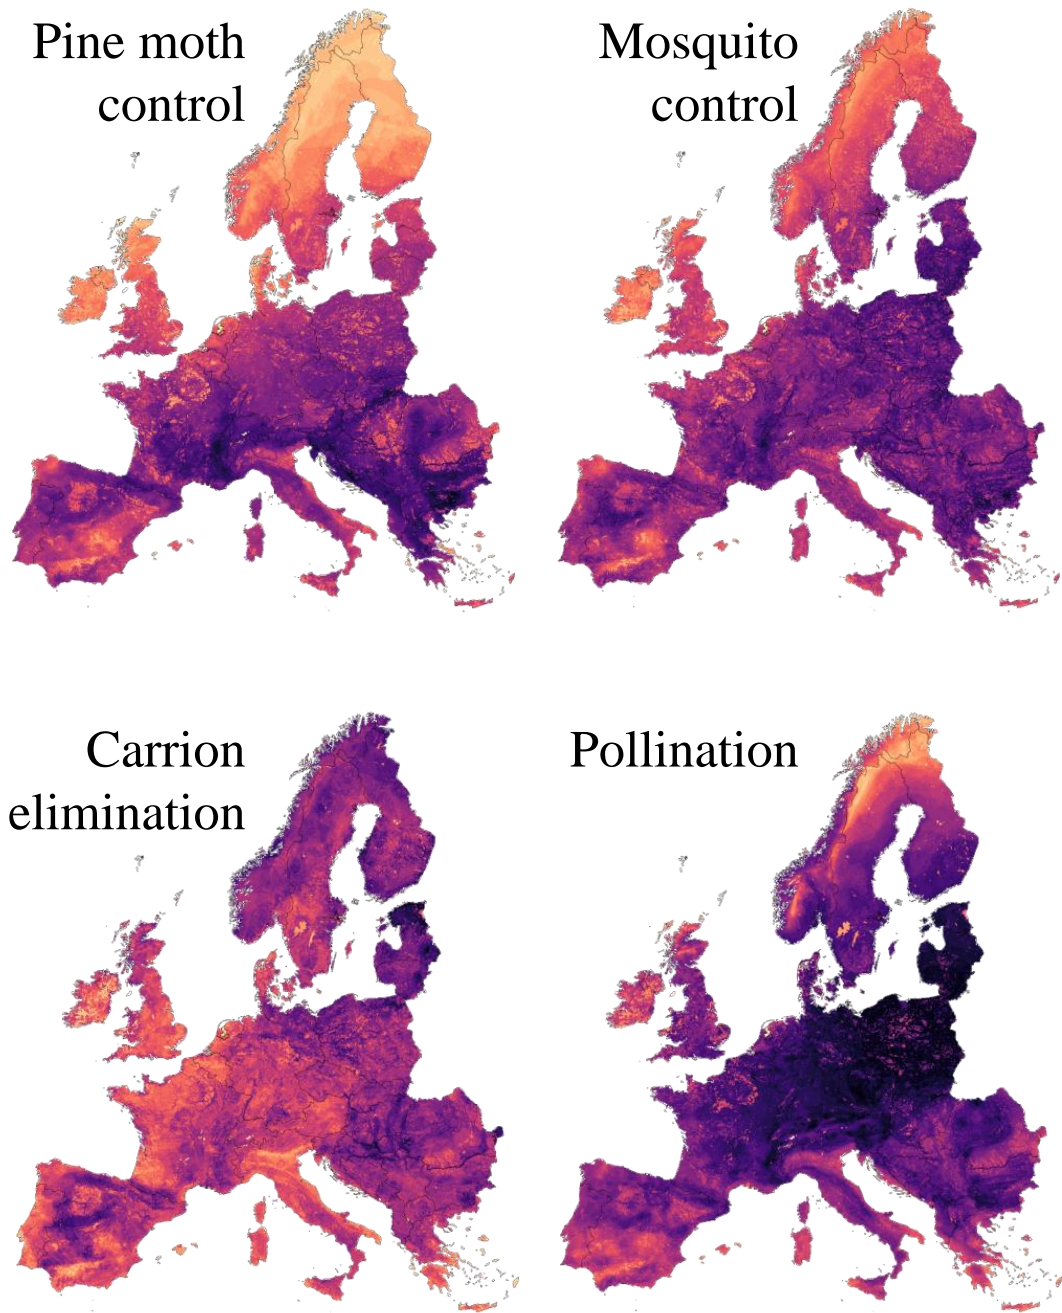 Pine moth
control
Mosquito
control
Carrion
elimination
Pollination